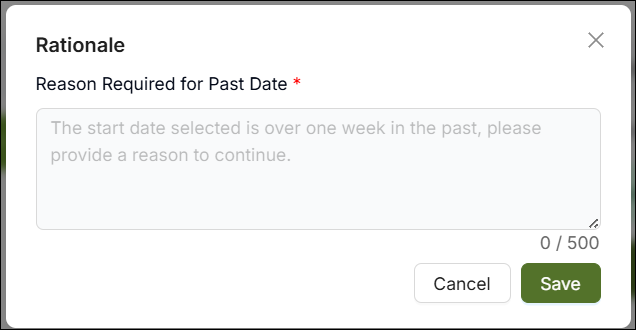 Rationale
Reason Required for Past Date *
The start date selected is over one week in the past, please
provide a reason to continue.
0 / 500
Cancel
Save